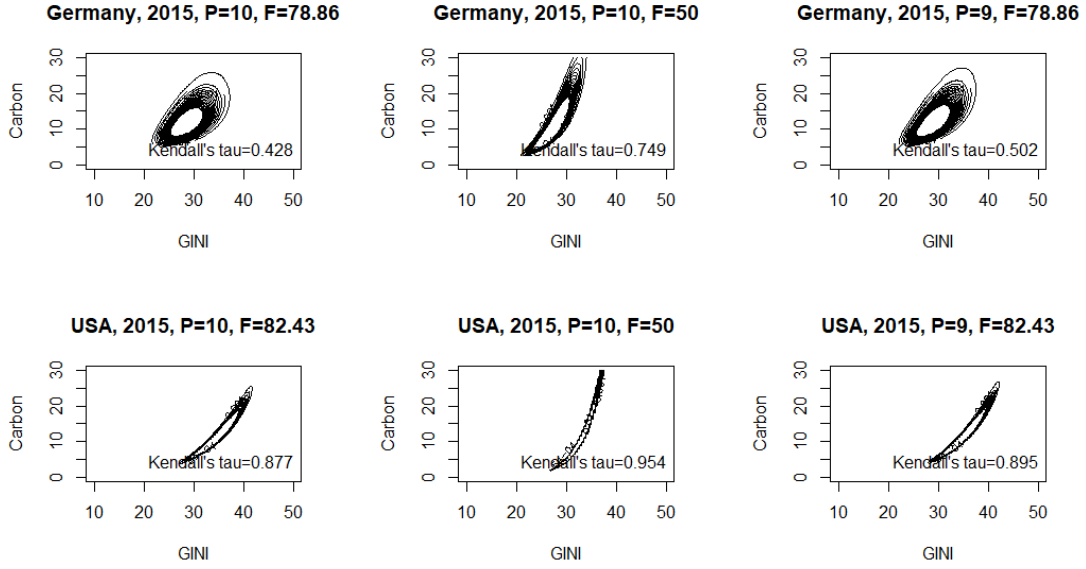 Germany, 2015, P=10, F=78.86
Carbon
30
20
10
0
Kendall's tau=0.428
10 20 30 40 50
GINI
Germany, 2015, P=10, F=50
Carbon
30
20
10
0
Kendall's tau=0.749
10 20 30 40 50
GINI
Germany, 2015, P=9, F=78.86
Carbon
30
20
10
0
Kendall's tau=0.502
10 20 30 40 50
GINI
USA, 2015, P=10, F=82.43
Carbon
30
20
10
0
Kendall's tau=0.877
10 20 30 40 50
GINI
USA, 2015, P=10, F=50
Carbon
30
20
10
0
Kendall's tau=0.954
10 20 30 40 50
GINI
USA, 2015, P=9, F=82.43
Carbon
30
20
10
0
Kendall's tau=0.895
10 20 30 40 50
GINI